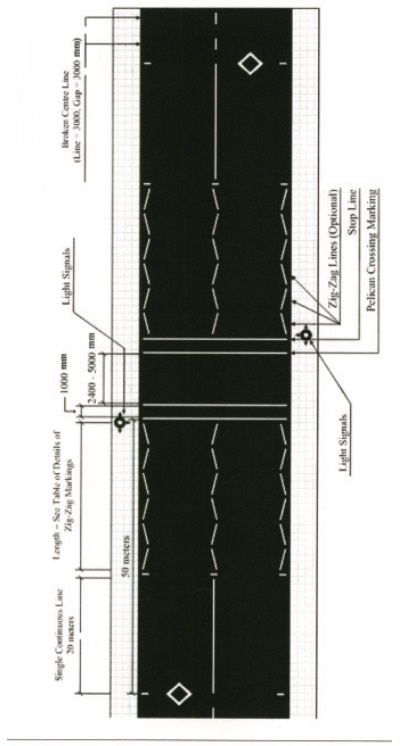 Broken Centre Line
(Line = 3000, Gap = 3000 mm)
Light Signals
1000 mm
2400 - 5000 mm
Length – See Table of Details of
Zig-Zag Markings
50 meters
Single Continuous Line
20 meters
Zig-Zag Lines (Optional)
Stop Line
Pelican Crossing Marking
Light Signals